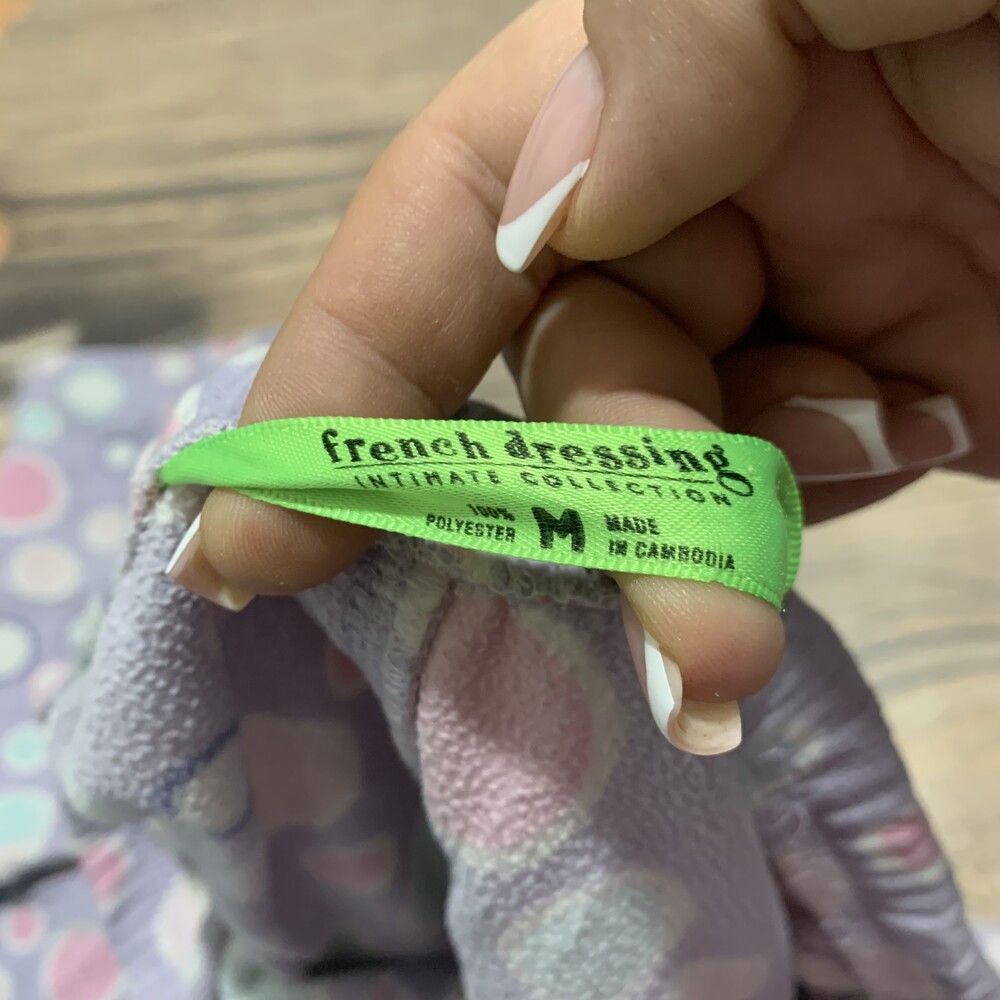 french dressing
INTIMATE COLLECTION
100%
POLYESTER
M
MADE
IN CAMBODIA